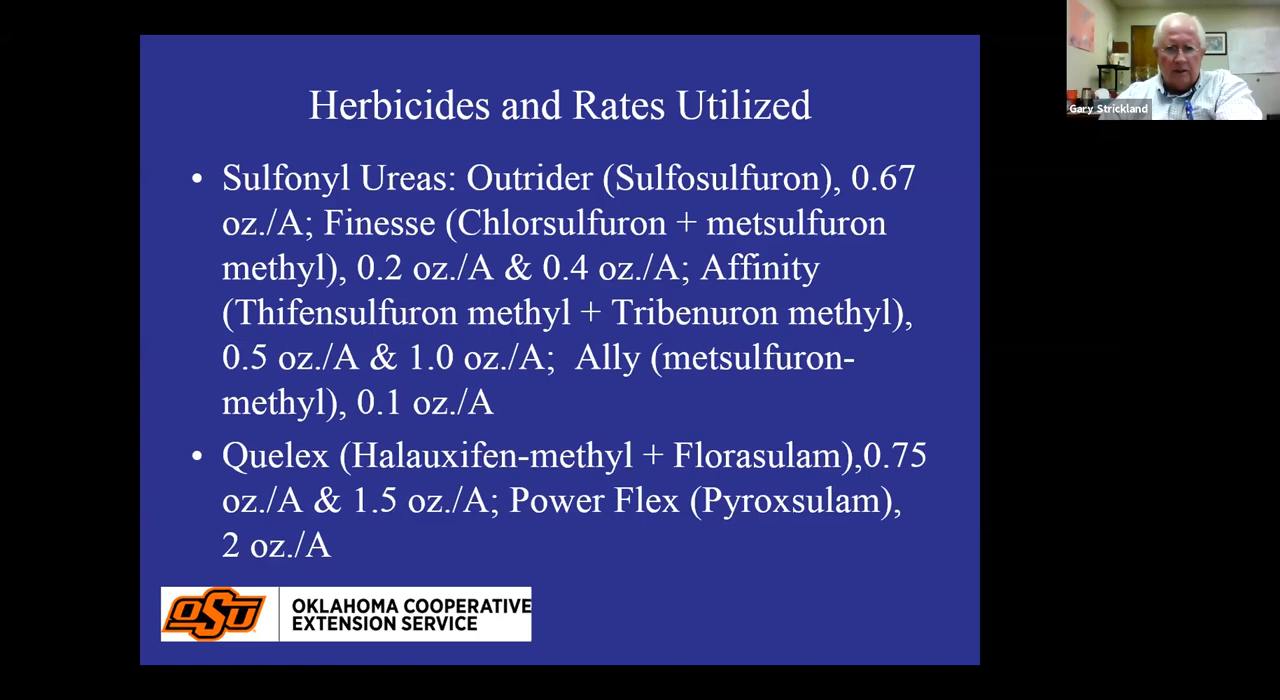 Herbicides and Rates Utilized
• Sulfonyl Ureas: Outrider (Sulfosulfuron), 0.67
oz./A; Finesse (Chlorsulfuron + metsulfuron
methyl), 0.2 oz./A & 0.4 oz./A; Affinity
(Thifensulfuron methyl + Tribenuron methyl),
0.5 oz./A & 1.0 oz./A;  Ally (metsulfuron-
methyl), 0.1 oz./A
• Quelex (Halauxifen-methyl + Florasulam),0.75
oz./A & 1.5 oz./A; Power Flex (Pyroxsulam),
2 oz./A
OSU
OKLAHOMA COOPERATIVE
EXTENSION SERVICE
Gary Strickland